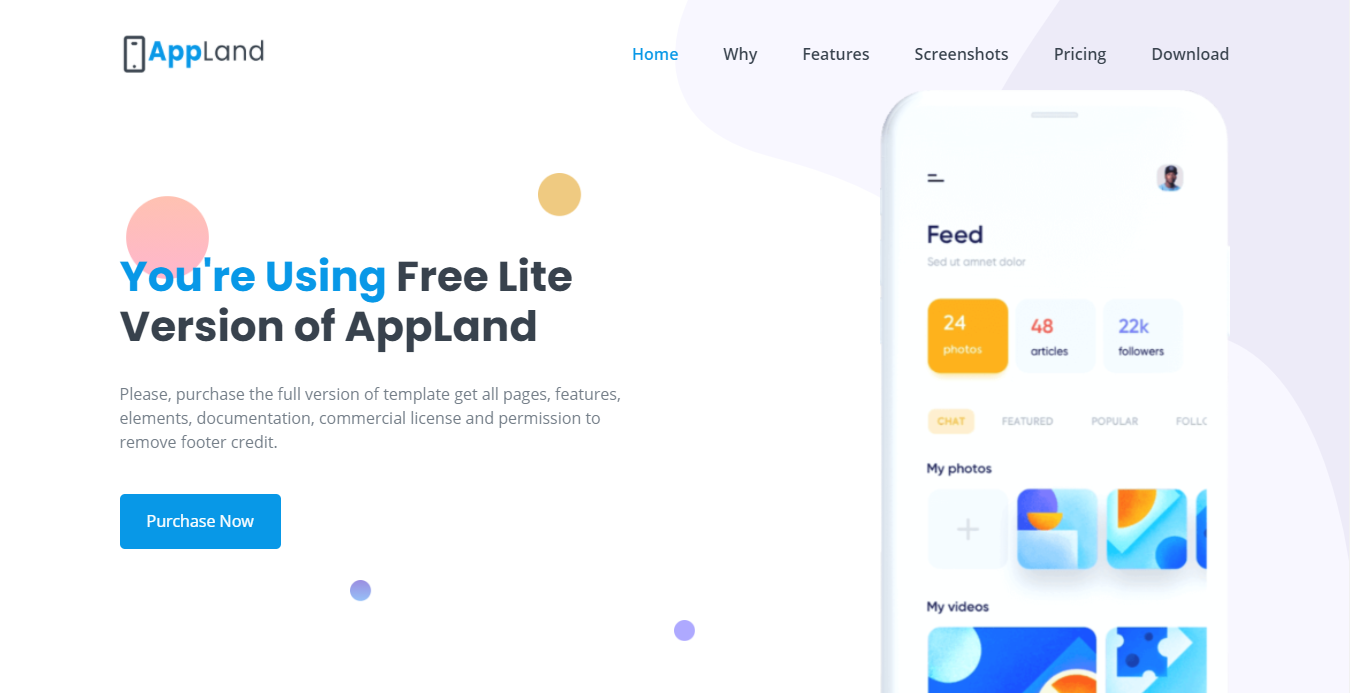 AppLand
Home Why Features Screenshots Pricing Download
You're Using Free Lite
Version of AppLand
Please, purchase the full version of template get all pages, features,
elements, documentation, commercial license and permission to
remove footer credit.
Purchase Now
Feed
Sed ut amnet dolor
24 48 22k
photos articles followers
CHAT FEATURED POPULAR FOLLC
My photos
My videos